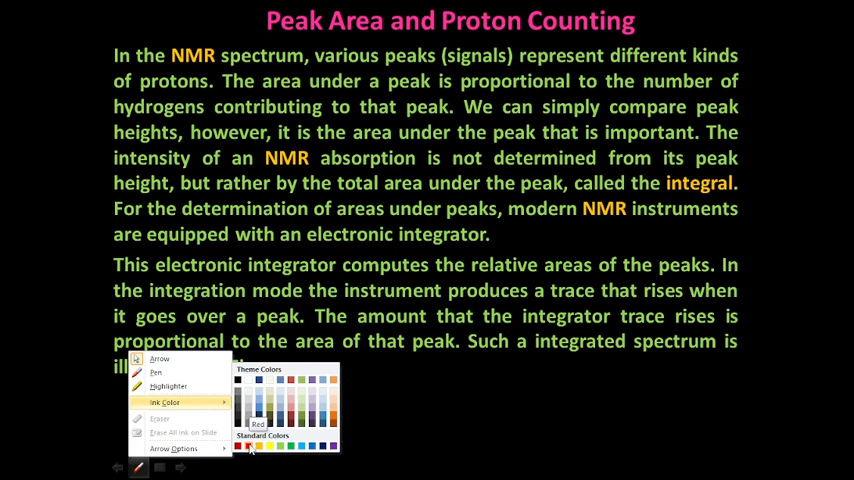 Peak Area and Proton Counting
In the NMR spectrum, various peaks (signals) represent different kinds
of protons. The area under a peak is proportional to the number of
hydrogens contributing to that peak. We can simply compare peak
heights, however, it is the area under the peak that is important. The
intensity of an NMR absorption is not determined from its peak
height, but rather by the total area under the peak, called the integral.
For the determination of areas under peaks, modern NMR instruments
are equipped with an electronic integrator.
This electronic integrator computes the relative areas of the peaks. In
the integration mode the instrument produces a trace that rises when
it goes over a peak. The amount that the integrator trace rises is
proportional to the area of that peak. Such a integrated spectrum is
Arrow
Pen
Highlighter
Ink Color
Eraser
Erase All Ink on Slide
Arrow Options
Theme Colors
Red
Standard Colors